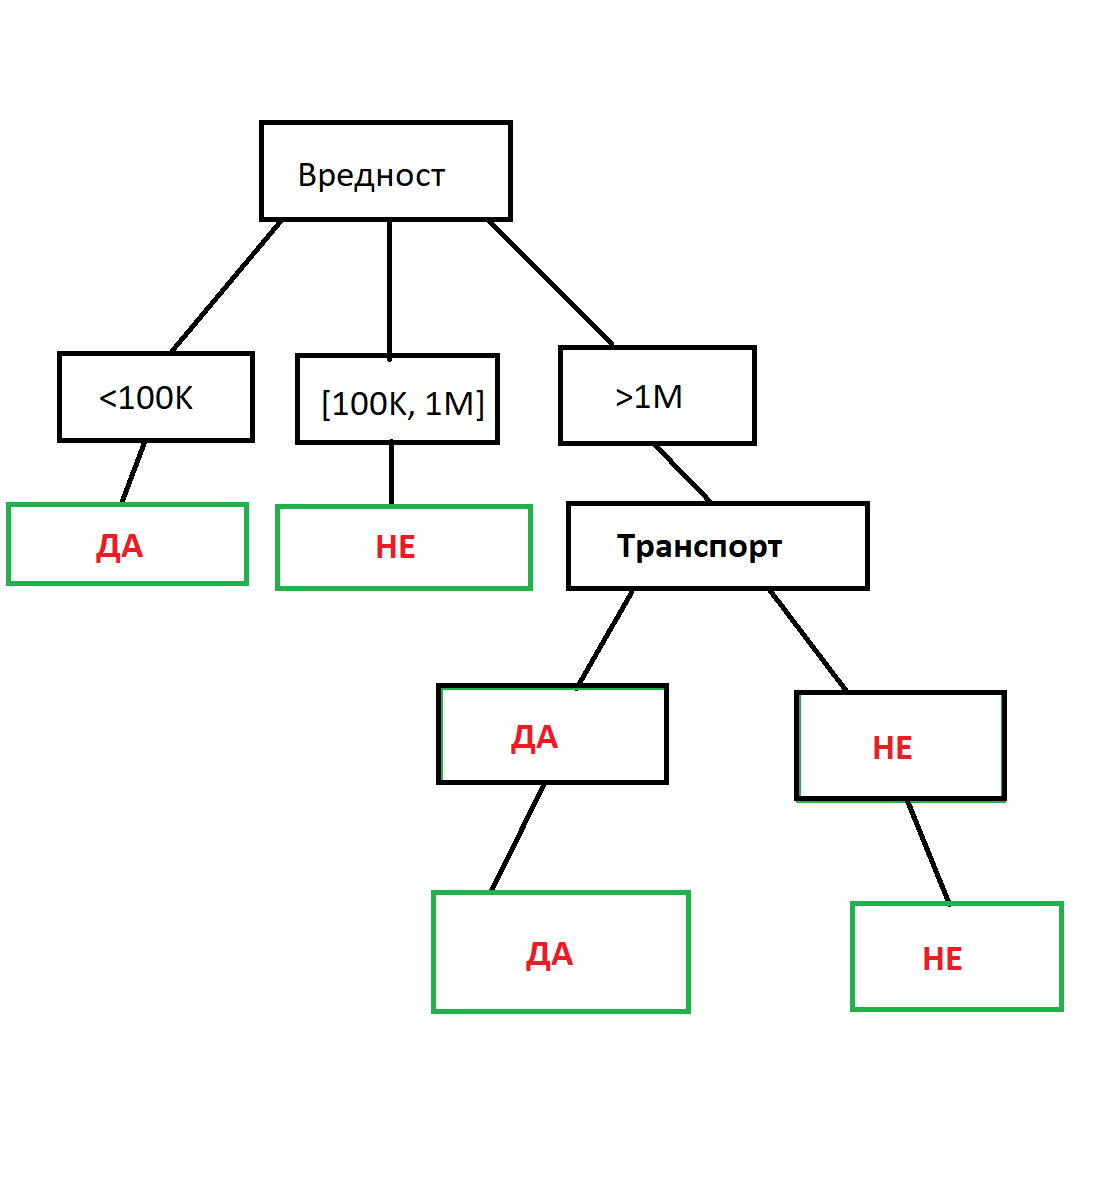 Вредност
<100K
[100K, 1M]
>1M
ДА
НЕ
Транспорт
ДА
НЕ
ДА
НЕ